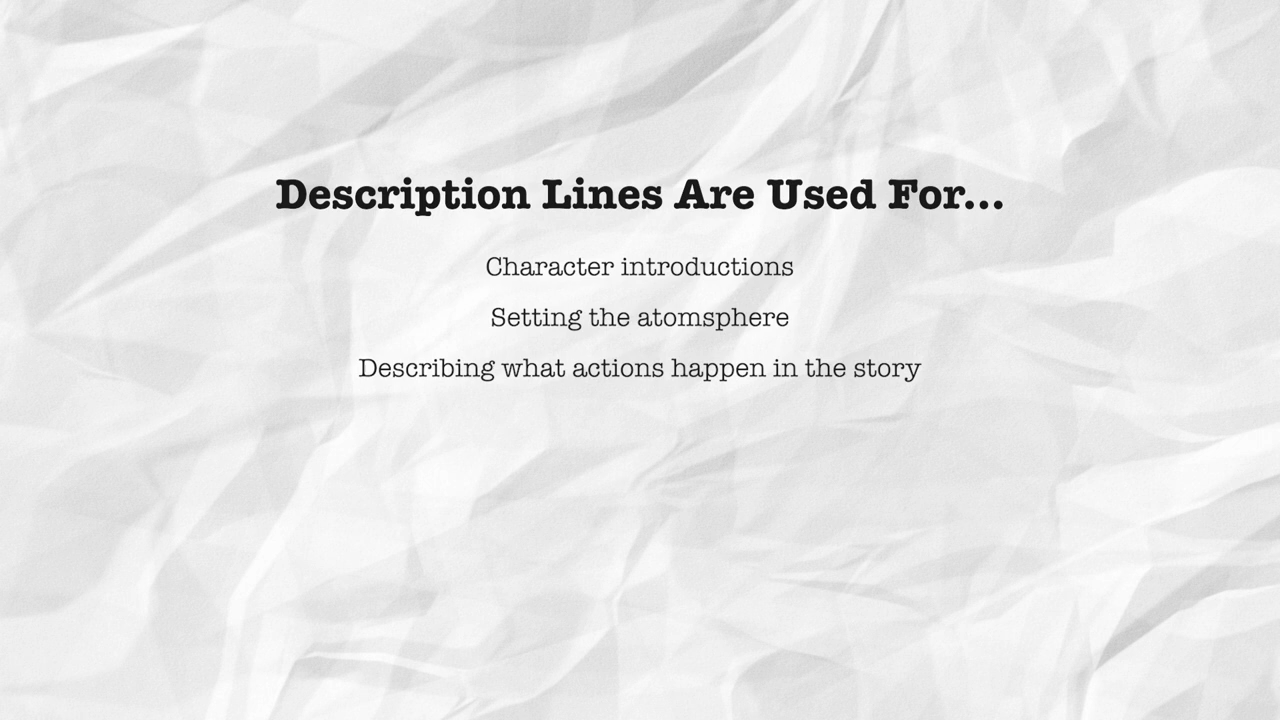 Description Lines Are Used For...
Character introductions
Setting the atomsphere
Describing what actions happen in the story